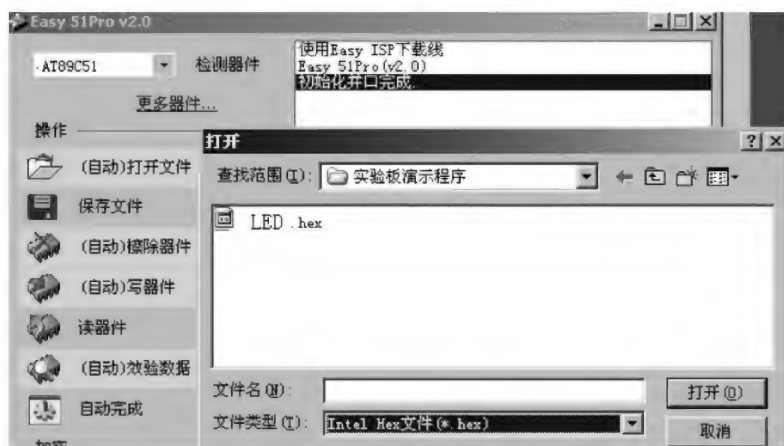 Easy 51Pro v2.0
AT89C51
检测器件
更多器件...
使用Easy ISP下载线
Easy 51Pro(v2.0)
初始化并口完成.
操作
(自动)打开文件
保存文件
(自动)擦除器件
(自动)写器件
读器件
(自动)效验数据
自动完成
打开
查找范围(I):
实验板演示程序
LED .hex
文件名(N):
打开(O)
文件类型(T):
Intel Hex文件(*.hex)
取消